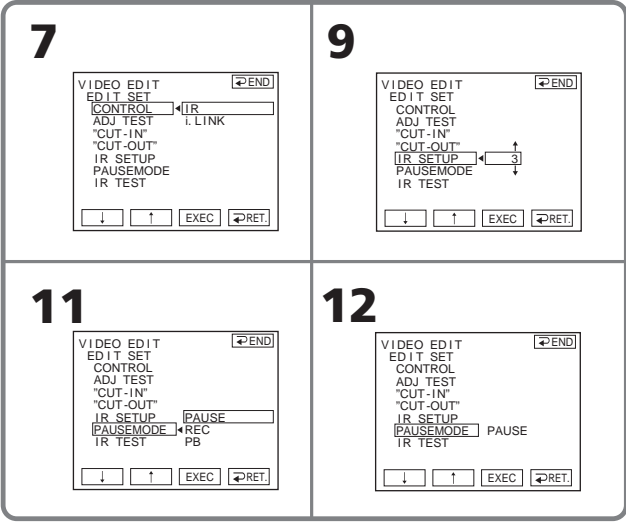 7
VIDEO EDIT ⮌END
EDIT SET
CONTROL IR
ADJ TEST i.LINK
"CUT-IN"
"CUT-OUT"
IR SETUP
PAUSEMODE
IR TEST
↓ ↑ EXEC ⮌RET.
9
VIDEO EDIT ⮌END
EDIT SET
CONTROL
ADJ TEST
"CUT-IN"
"CUT-OUT"
IR SETUP 3
PAUSEMODE
IR TEST
↓ ↑ EXEC ⮌RET.
11
VIDEO EDIT ⮌END
EDIT SET
CONTROL
ADJ TEST
"CUT-IN"
"CUT-OUT"
IR SETUP PAUSE
PAUSEMODE REC
IR TEST PB
↓ ↑ EXEC ⮌RET.
12
VIDEO EDIT ⮌END
EDIT SET
CONTROL
ADJ TEST
"CUT-IN"
"CUT-OUT"
IR SETUP
PAUSEMODE PAUSE
IR TEST
↓ ↑ EXEC ⮌RET.